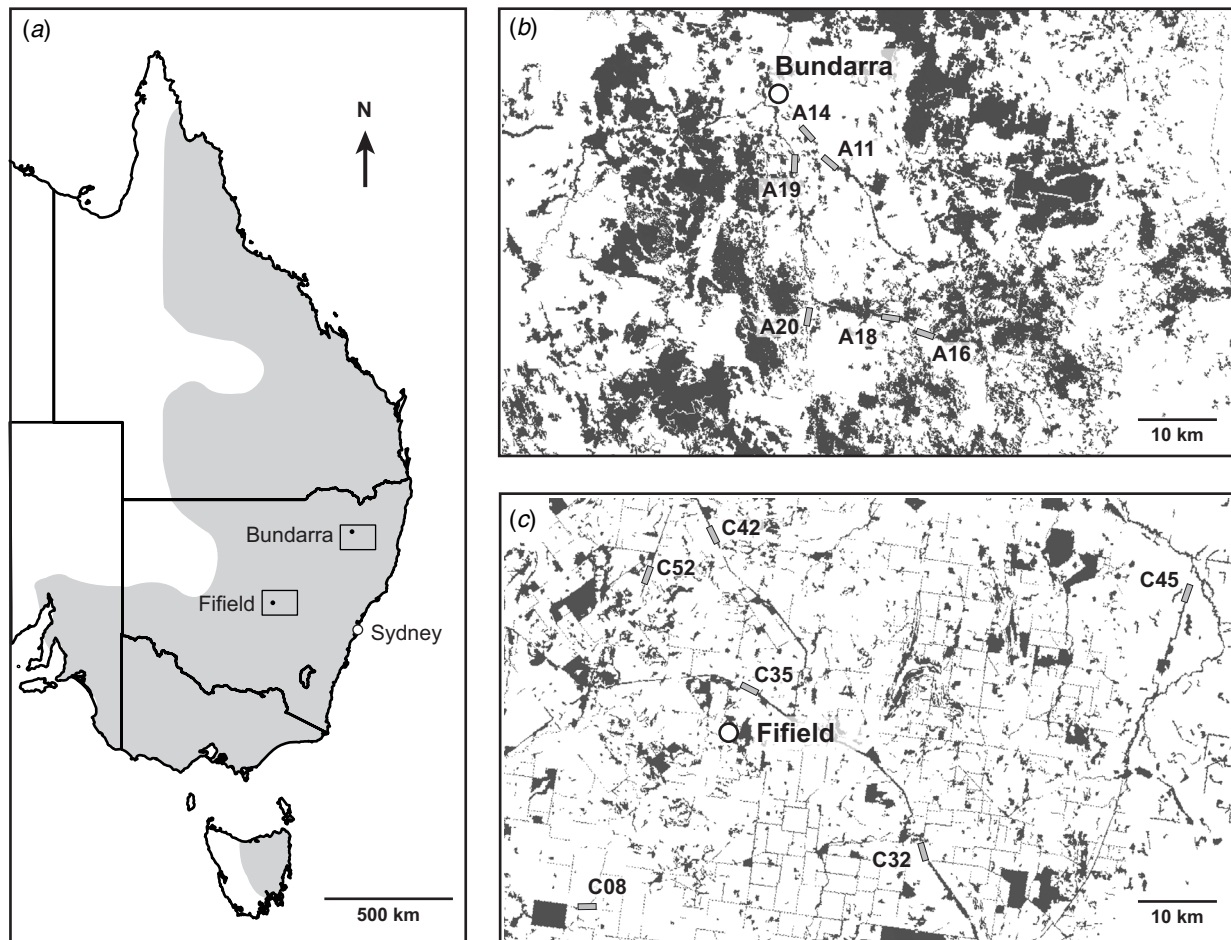 (a)
N
Bundarra
Fifield
Sydney
500 km
(b)
Bundarra
A14
A11
A19
A20
A18
A16
10 km
(c)
C42
C52
C45
C35
Fifield
C32
C08
10 km